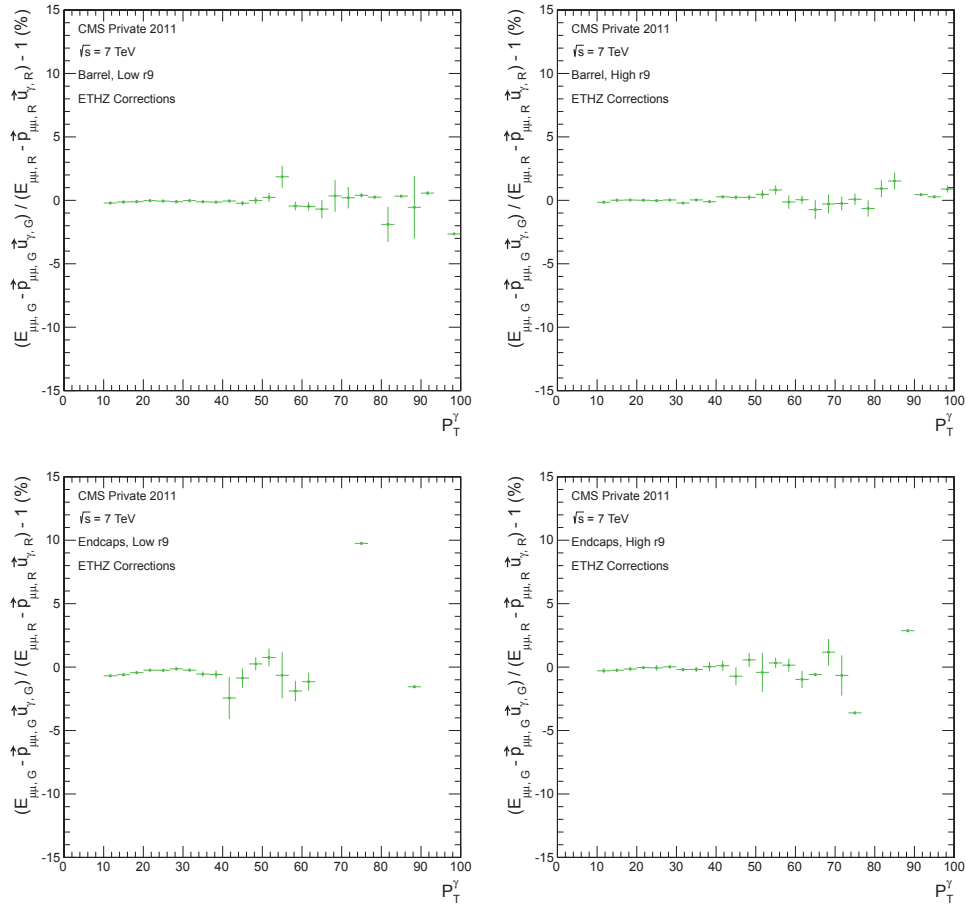 (E_μμ, G - p⃗_μμ, G u⃗_γ, G) / (E_μμ, R - p⃗_μμ, R u⃗_γ, R) - 1 (%)
15
CMS Private 2011
√s = 7 TeV
10
Barrel, Low r9
ETHZ Corrections
5
0
-5
-10
-15
0 10 20 30 40 50 60 70 80 90 100
P_T^γ
(E_μμ, G - p⃗_μμ, G u⃗_γ, G) / (E_μμ, R - p⃗_μμ, R u⃗_γ, R) - 1 (%)
15
CMS Private 2011
√s = 7 TeV
10
Barrel, High r9
ETHZ Corrections
5
0
-5
-10
-15
0 10 20 30 40 50 60 70 80 90 100
P_T^γ
(E_μμ, G - p⃗_μμ, G u⃗_γ, G) / (E_μμ, R - p⃗_μμ, R u⃗_γ, R) - 1 (%)
15
CMS Private 2011
√s = 7 TeV
10
Endcaps, Low r9
ETHZ Corrections
5
0
-5
-10
-15
0 10 20 30 40 50 60 70 80 90 100
P_T^γ
(E_μμ, G - p⃗_μμ, G u⃗_γ, G) / (E_μμ, R - p⃗_μμ, R u⃗_γ, R) - 1 (%)
15
CMS Private 2011
√s = 7 TeV
10
Endcaps, High r9
ETHZ Corrections
5
0
-5
-10
-15
0 10 20 30 40 50 60 70 80 90 100
P_T^γ